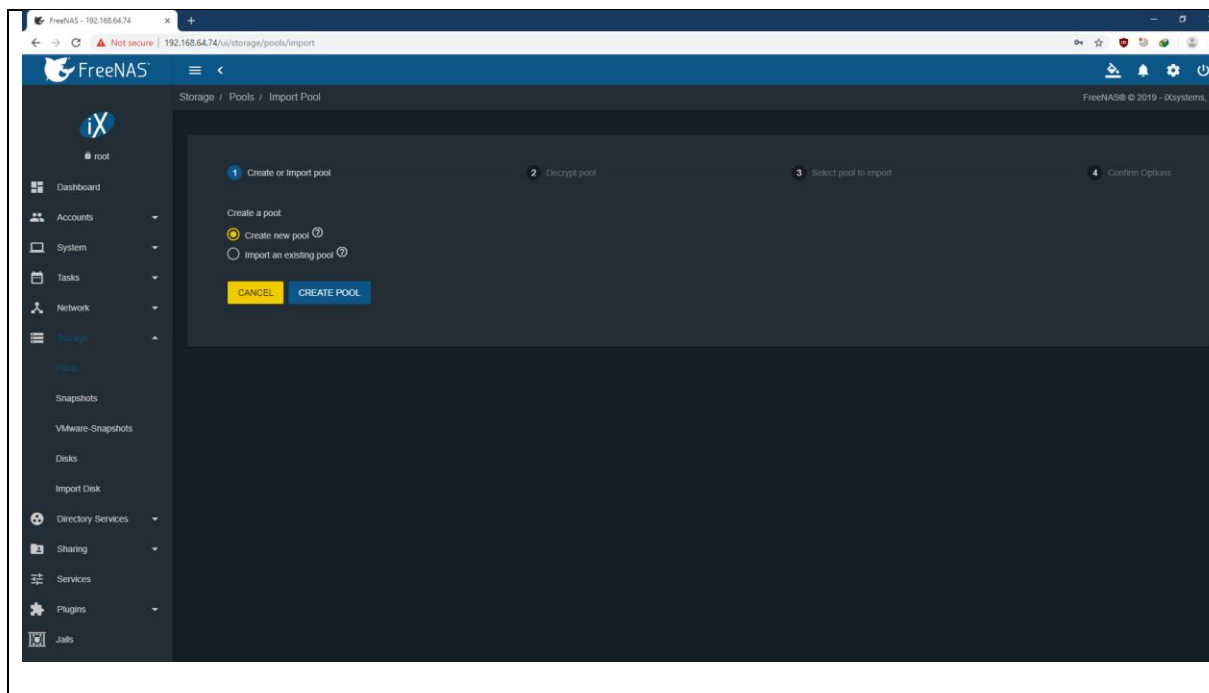 FreeNAS - 192.168.64.74
Not secure | 192.168.64.74/ui/storage/pools/import
FreeNAS®
Storage / Pools / Import Pool
FreeNAS® © 2019 - iXsystems,
iX
root
1 Create or Import pool
2 Decrypt pool
3 Select pool to import
4 Confirm Options
Dashboard
Accounts
Create a pool:
Create new pool
System
Import an existing pool
Tasks
CANCEL
CREATE POOL
Network
Storage
Pools
Snapshots
VMware-Snapshots
Disks
Import Disk
Directory Services
Sharing
Services
Plugins
Jails